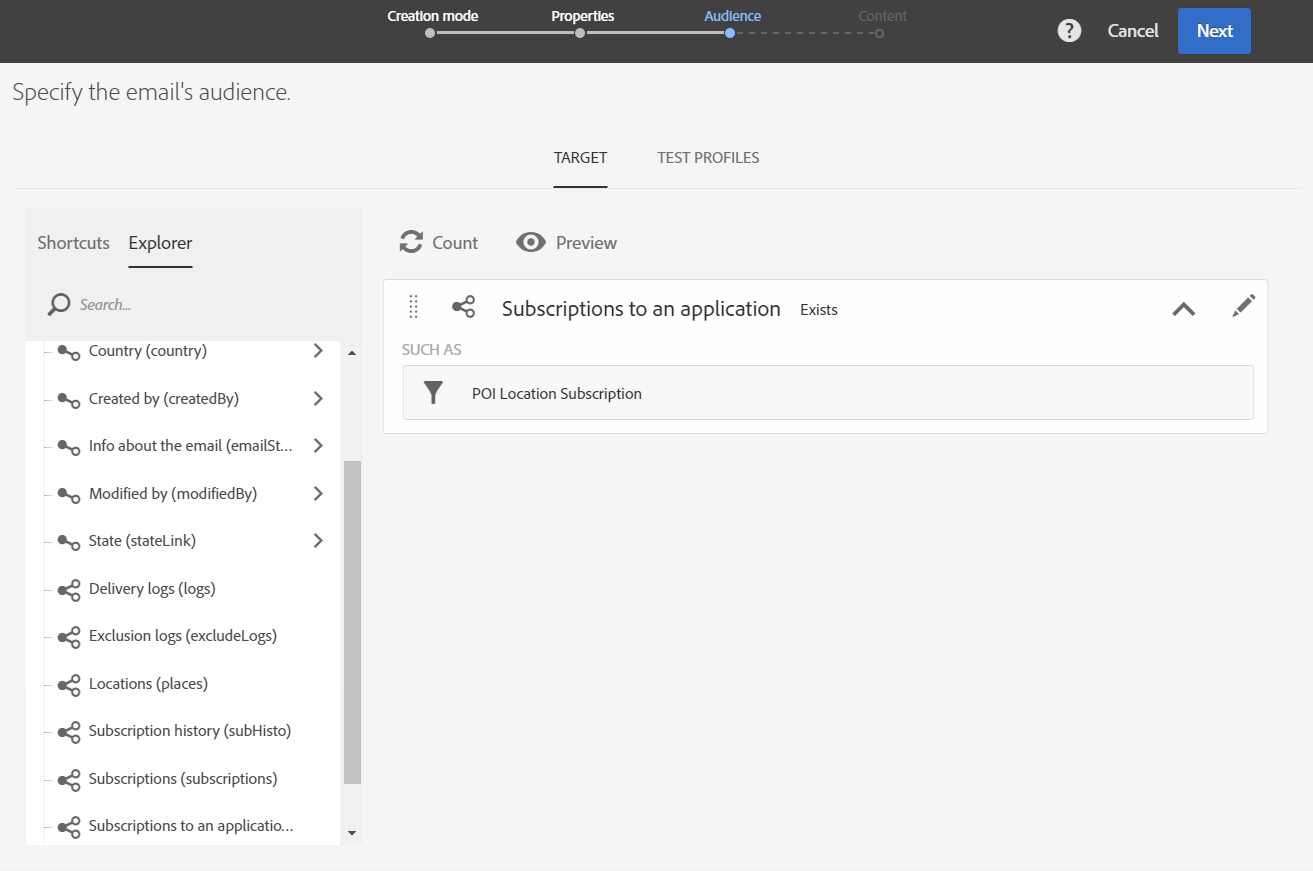 Creation mode
Properties
Audience
Content
?
Cancel
Next
Specify the email's audience.
TARGET
TEST PROFILES
Shortcuts
Explorer
Search...
Country (country)
Created by (createdBy)
Info about the email (emailSt...
Modified by (modifiedBy)
State (stateLink)
Delivery logs (logs)
Exclusion logs (excludeLogs)
Locations (places)
Subscription history (subHisto)
Subscriptions (subscriptions)
Subscriptions to an applicatio...
Count
Preview
Subscriptions to an application Exists
SUCH AS
POI Location Subscription